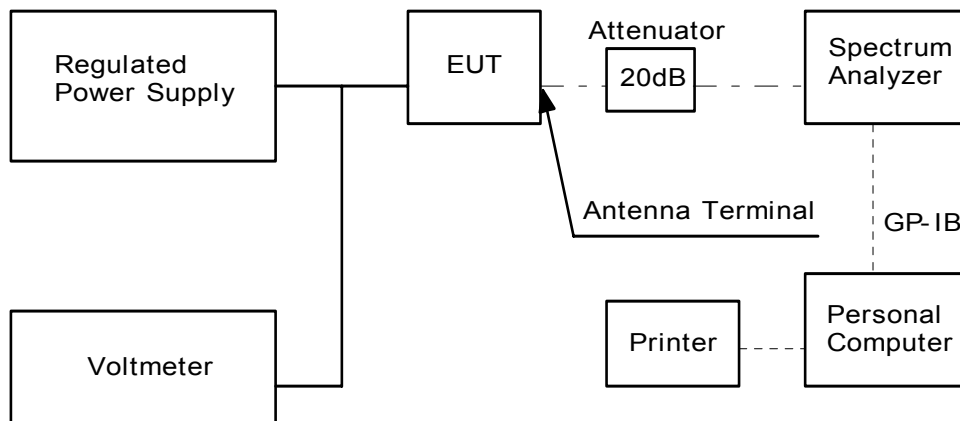 Regulated
Power Supply
EUT
Attenuator
20dB
Spectrum
Analyzer
Antenna Terminal
GP-IB
Voltmeter
Printer
Personal
Computer